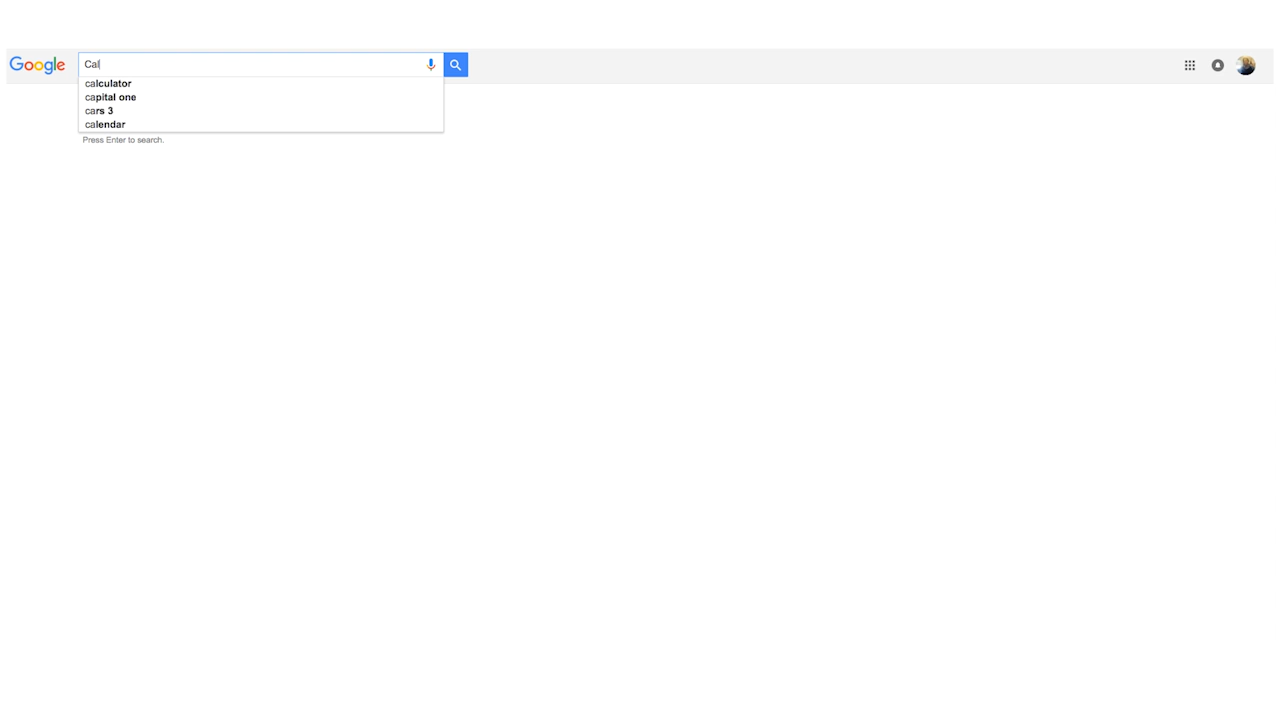 Google
Cal
calculator
capital one
cars 3
calendar
Press Enter to search.